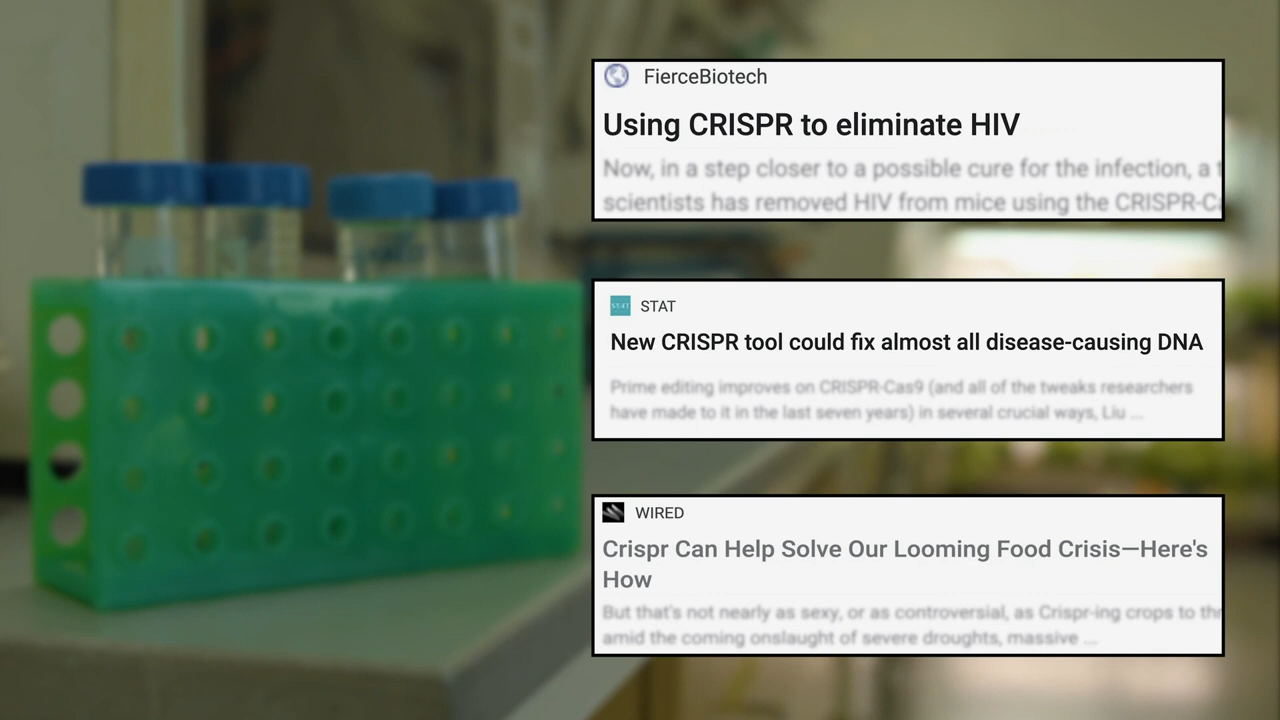 FierceBiotech
Using CRISPR to eliminate HIV
Now, in a step closer to a possible cure for the infection, a
scientists has removed HIV from mice using the CRISPR-C
STAT
New CRISPR tool could fix almost all disease-causing DNA
Prime editing improves on CRISPR-Cas9 (and all of the tweaks researchers
have made to it in the last seven years) in several crucial ways, Liu ...
WIRED
Crispr Can Help Solve Our Looming Food Crisis—Here's
How
But that's not nearly as sexy, or as controversial, as Crispr-ing crops to
amid the coming onslaught of severe droughts, massive ...